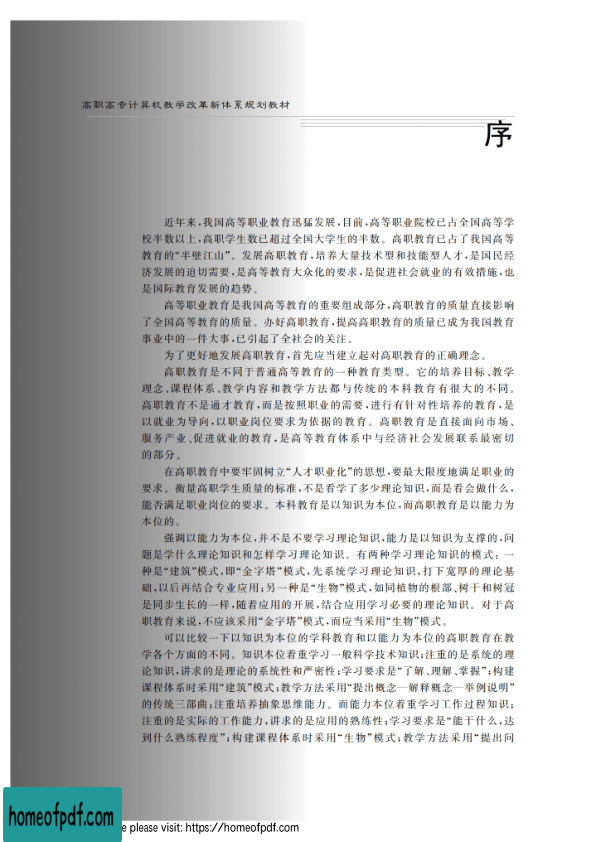 高职高专计算机教学改革新体系规划教材
序
近年来,我国高等职业教育迅猛发展,目前,高等职业院校已占全国高等学
校半数以上,高职学生数已超过全国大学生的半数。高职教育已占了我国高等
教育的“半壁江山”。发展高职教育,培养大量技术型和技能型人才,是国民经
济发展的迫切需要,是高等教育大众化的要求,是促进社会就业的有效措施,也
是国际教育发展的趋势。
高等职业教育是我国高等教育的重要组成部分,高职教育的质量直接影响
了全国高等教育的质量。办好高职教育,提高高职教育的质量已成为我国教育
事业中的一件大事,已引起了全社会的关注。
为了更好地发展高职教育,首先应当建立起对高职教育的正确理念。
高职教育是不同于普通高等教育的一种教育类型。它的培养目标、教学
理念、课程体系、教学内容和教学方法都与传统的本科教育有很大的不同。
高职教育不是通才教育,而是按照职业的需要,进行有针对性培养的教育,是
以就业为导向,以职业岗位要求为依据的教育。高职教育是直接面向市场、
服务产业、促进就业的教育,是高等教育体系中与经济社会发展联系最密切
的部分。
在高职教育中要牢固树立“人才职业化”的思想,要最大限度地满足职业的
要求。衡量高职学生质量的标准,不是看学了多少理论知识,而是看会做什么,
能否满足职业岗位的要求。本科教育是以知识为本位,而高职教育是以能力为
本位的。
强调以能力为本位,并不是不要学习理论知识,能力是以知识为支撑的,问
题是学什么理论知识和怎样学习理论知识。有两种学习理论知识的模式:一
种是“建筑”模式,即“金字塔”模式,先系统学习理论知识,打下宽厚的理论基
础,以后再结合专业应用;另一种是“生物”模式,如同植物的根部、树干和树冠
是同步生长的一样,随着应用的开展,结合应用学习必要的理论知识。对于高
职教育来说,不应该采用“金字塔”模式,而应当采用“生物”模式。
可以比较一下以知识为本位的学科教育和以能力为本位的高职教育在教
学各个方面的不同。知识本位着重学习一般科学技术知识;注重的是系统的理
论知识,讲求的是理论的系统性和严密性;学习要求是“了解、理解、掌握”;构建
课程体系时采用“建筑”模式;教学方法采用“提出概念—解释概念—举例说明”
的传统三部曲;注重培养抽象思维能力。而能力本位着重学习工作过程知识;
注重的是实际的工作能力,讲求的是应用的熟练性;学习要求是“能干什么,达
到什么熟练程度”;构建课程体系时采用“生物”模式;教学方法采用“提出问
homeofpdf.com
e please visit: https://homeofpdf.com